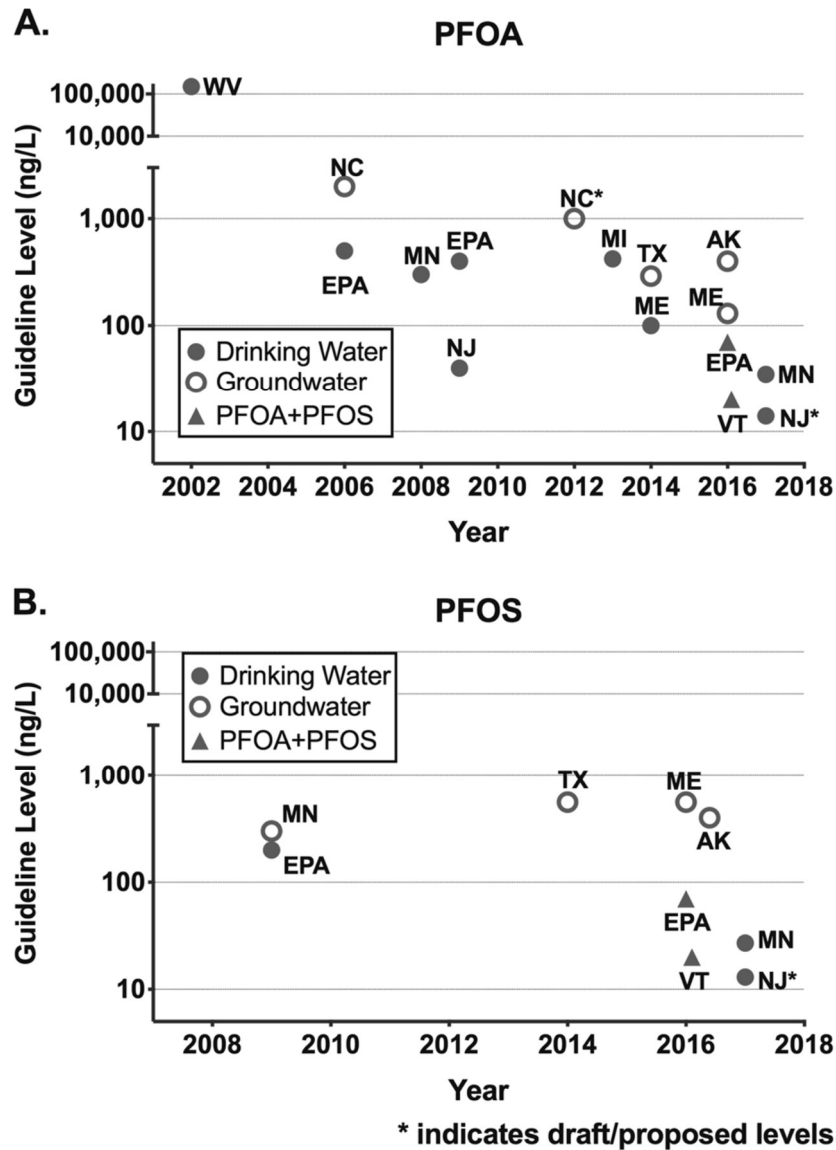 A.
PFOA
Guideline Level (ng/L)
100,000
10,000
1,000
100
10
WV
NC
EPA
MN
EPA
NJ
NC*
MI
TX
ME
AK
ME
EPA
VT
MN
NJ*
Drinking Water
Groundwater
PFOA+PFOS
2002 2004 2006 2008 2010 2012 2014 2016 2018
Year
B.
PFOS
Guideline Level (ng/L)
100,000
10,000
1,000
100
10
Drinking Water
Groundwater
PFOA+PFOS
MN
EPA
TX
ME
AK
EPA
VT
MN
NJ*
2008 2010 2012 2014 2016 2018
Year
* indicates draft/proposed levels